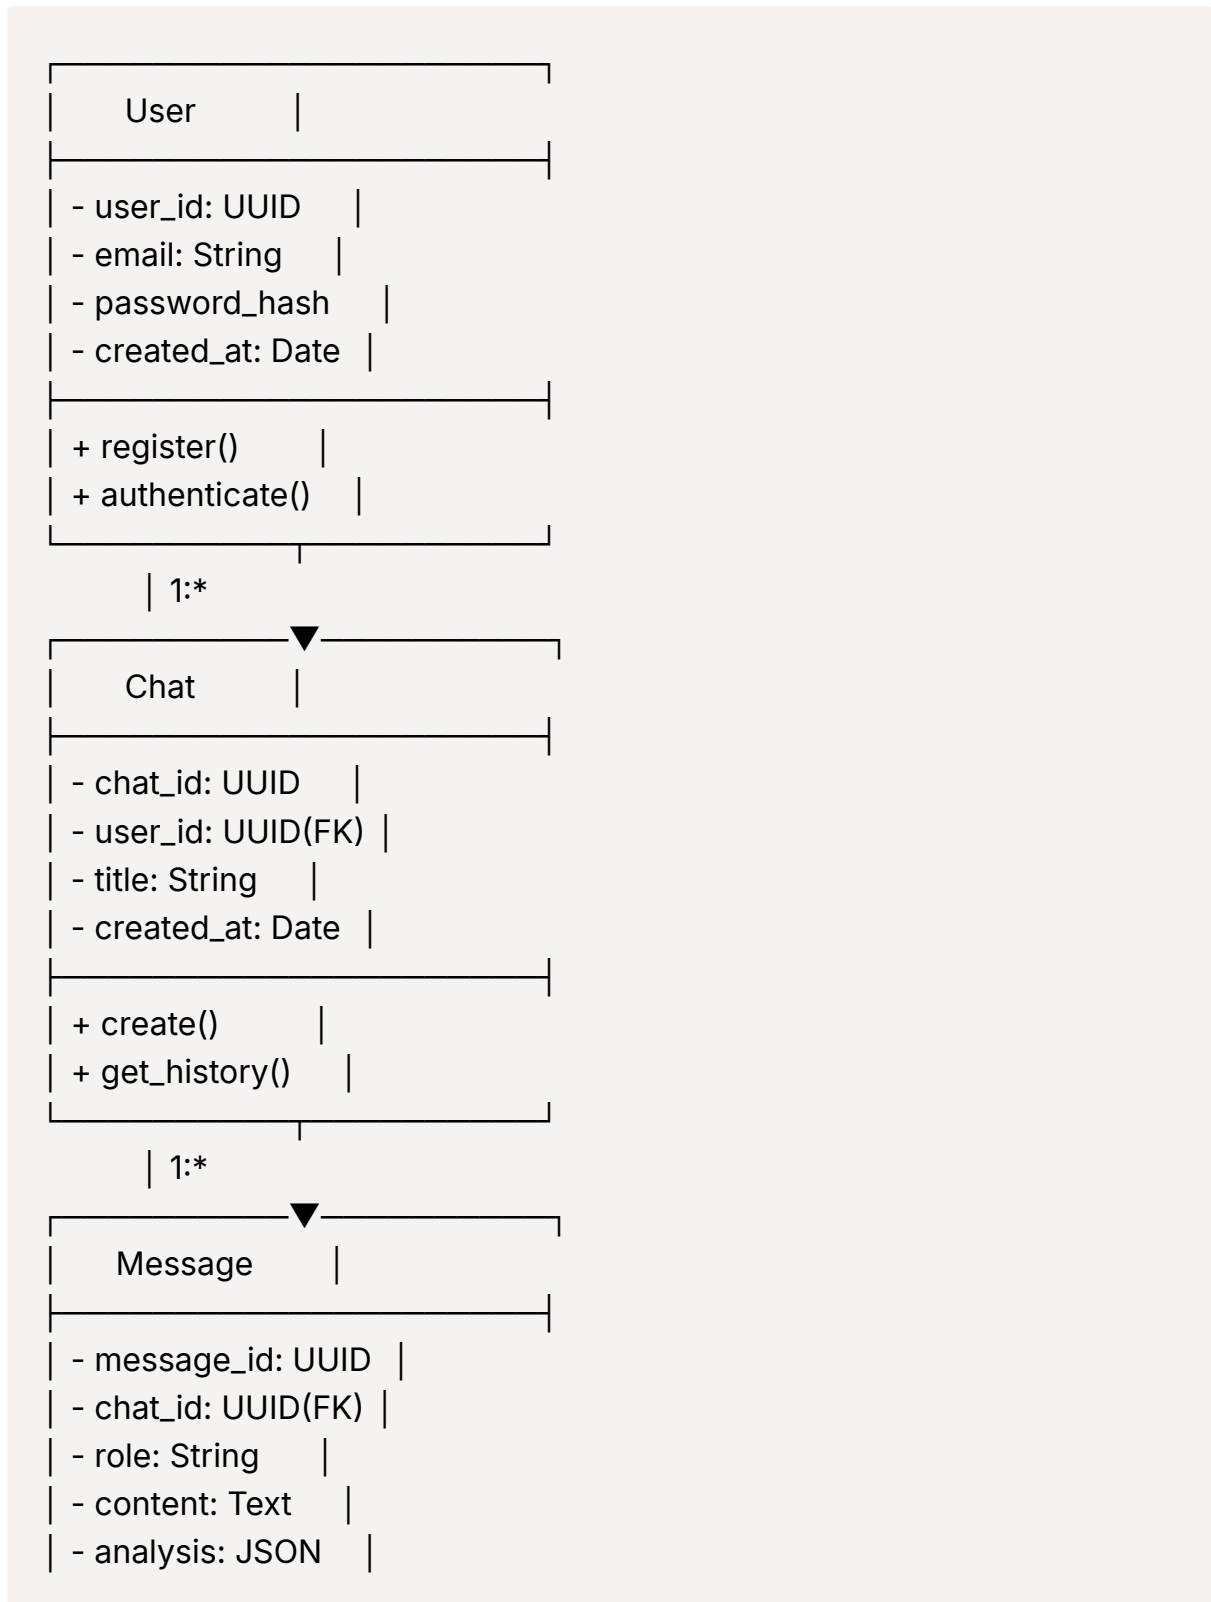 ┌─────────────────────┐
│ User │
├─────────────────────┤
│ - user_id: UUID │
│ - email: String │
│ - password_hash │
│ - created_at: Date │
├─────────────────────┤
│ + register() │
│ + authenticate() │
└──────────┬──────────┘
│ 1:*
┌──────────▼──────────┐
│ Chat │
├─────────────────────┤
│ - chat_id: UUID │
│ - user_id: UUID(FK) │
│ - title: String │
│ - created_at: Date │
├─────────────────────┤
│ + create() │
│ + get_history() │
└──────────┬──────────┘
│ 1:*
┌──────────▼──────────┐
│ Message │
├─────────────────────┤
│ - message_id: UUID │
│ - chat_id: UUID(FK) │
│ - role: String │
│ - content: Text │
│ - analysis: JSON │